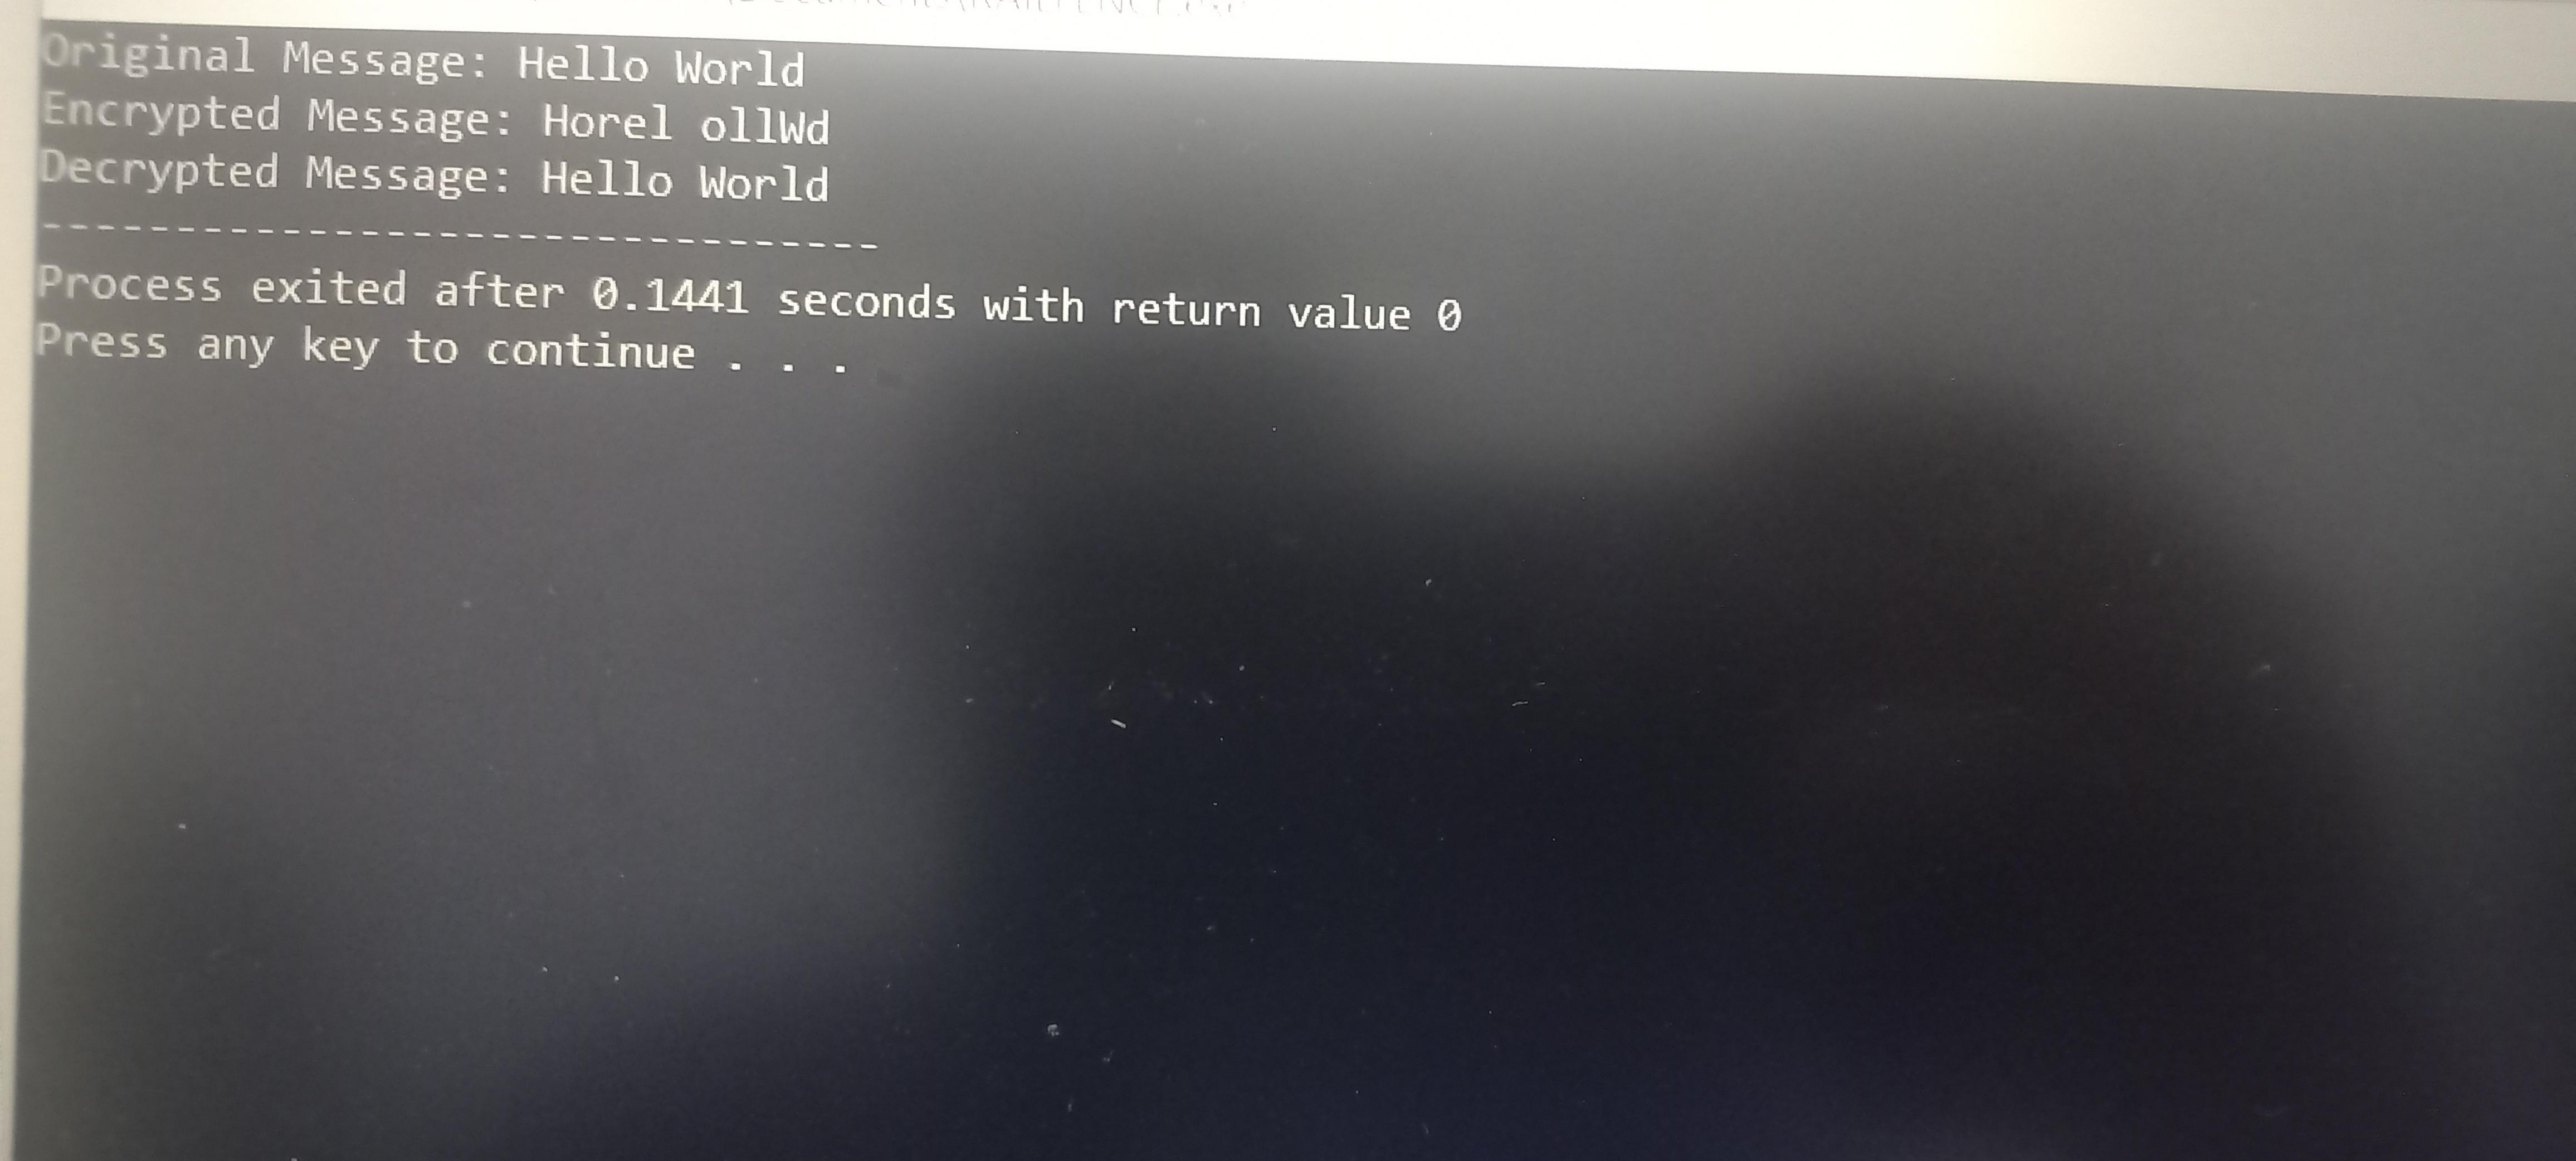 Original Message: Hello World
Encrypted Message: Horel ollWd
Decrypted Message: Hello World
--------------------------------
Process exited after 0.1441 seconds with return value 0
Press any key to continue . . .